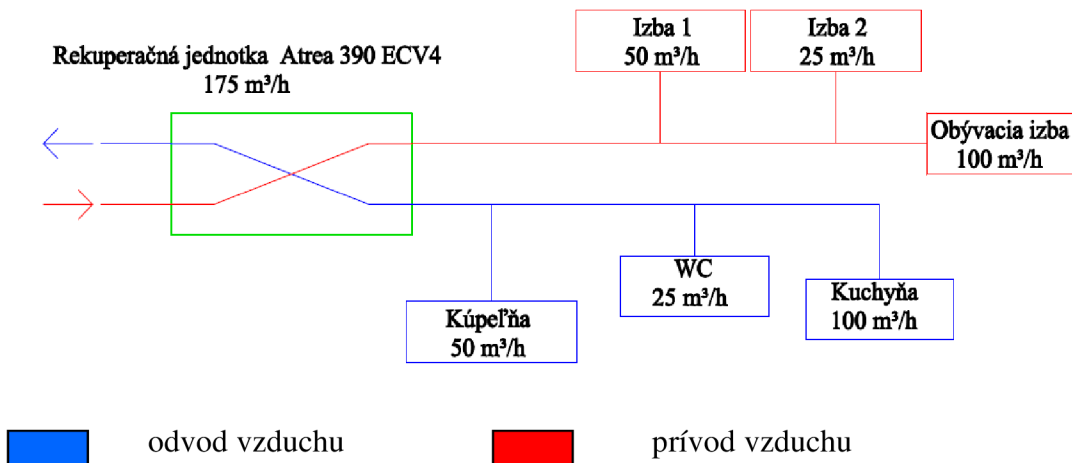 Rekuperačná jednotka Atrea 390 ECV4
175 m³/h
Izba 1
50 m³/h
Izba 2
25 m³/h
Obývacia izba
100 m³/h
Kúpeľňa
50 m³/h
WC
25 m³/h
Kuchyňa
100 m³/h
odvod vzduchu
prívod vzduchu